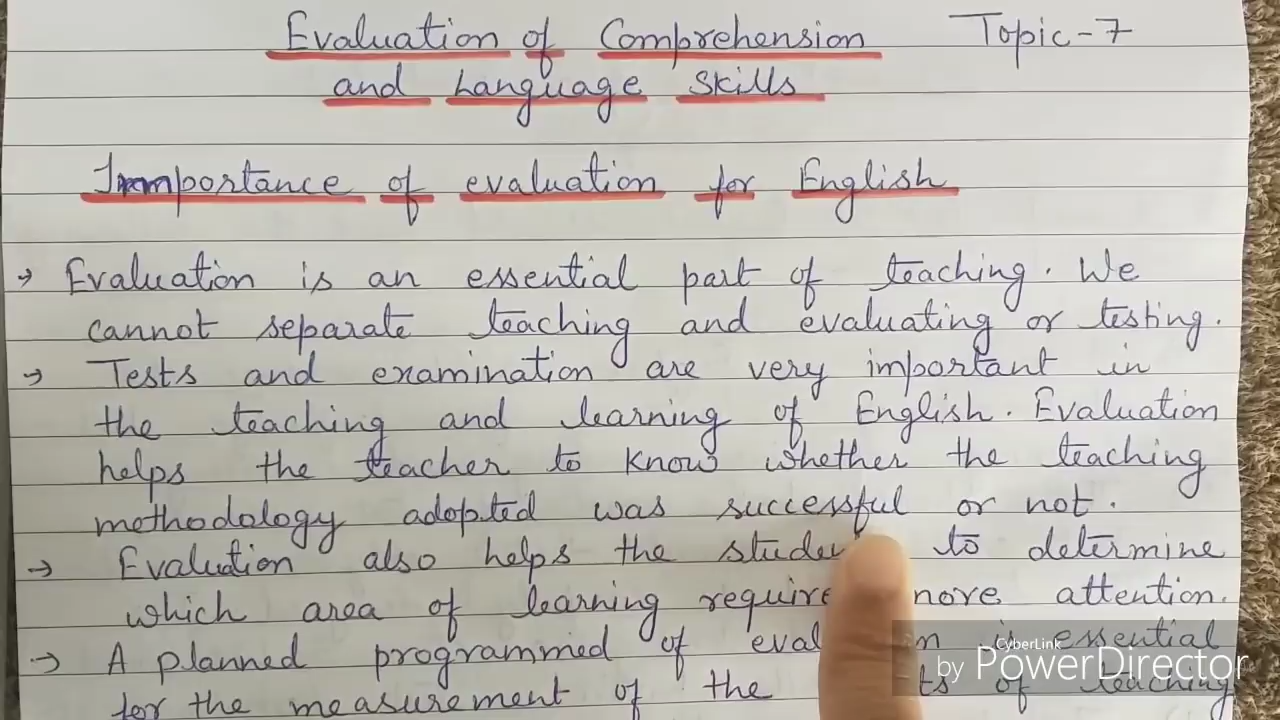 Evaluation of Comprehension Topic-7
and Language Skills
Importance of evaluation for English
→ Evaluation is an essential part of teaching. We
cannot separate teaching and evaluating or testing.
→ Tests and examination are very important in
the teaching and learning of English. Evaluation
helps the teacher to know whether the teaching
methodology adopted was successful or not.
→ Evaluation also helps the to determine
which area of learning more attention.
→ A planned programmed of is essential
for the measurement of the of teaching
CyberLink
by PowerDirector